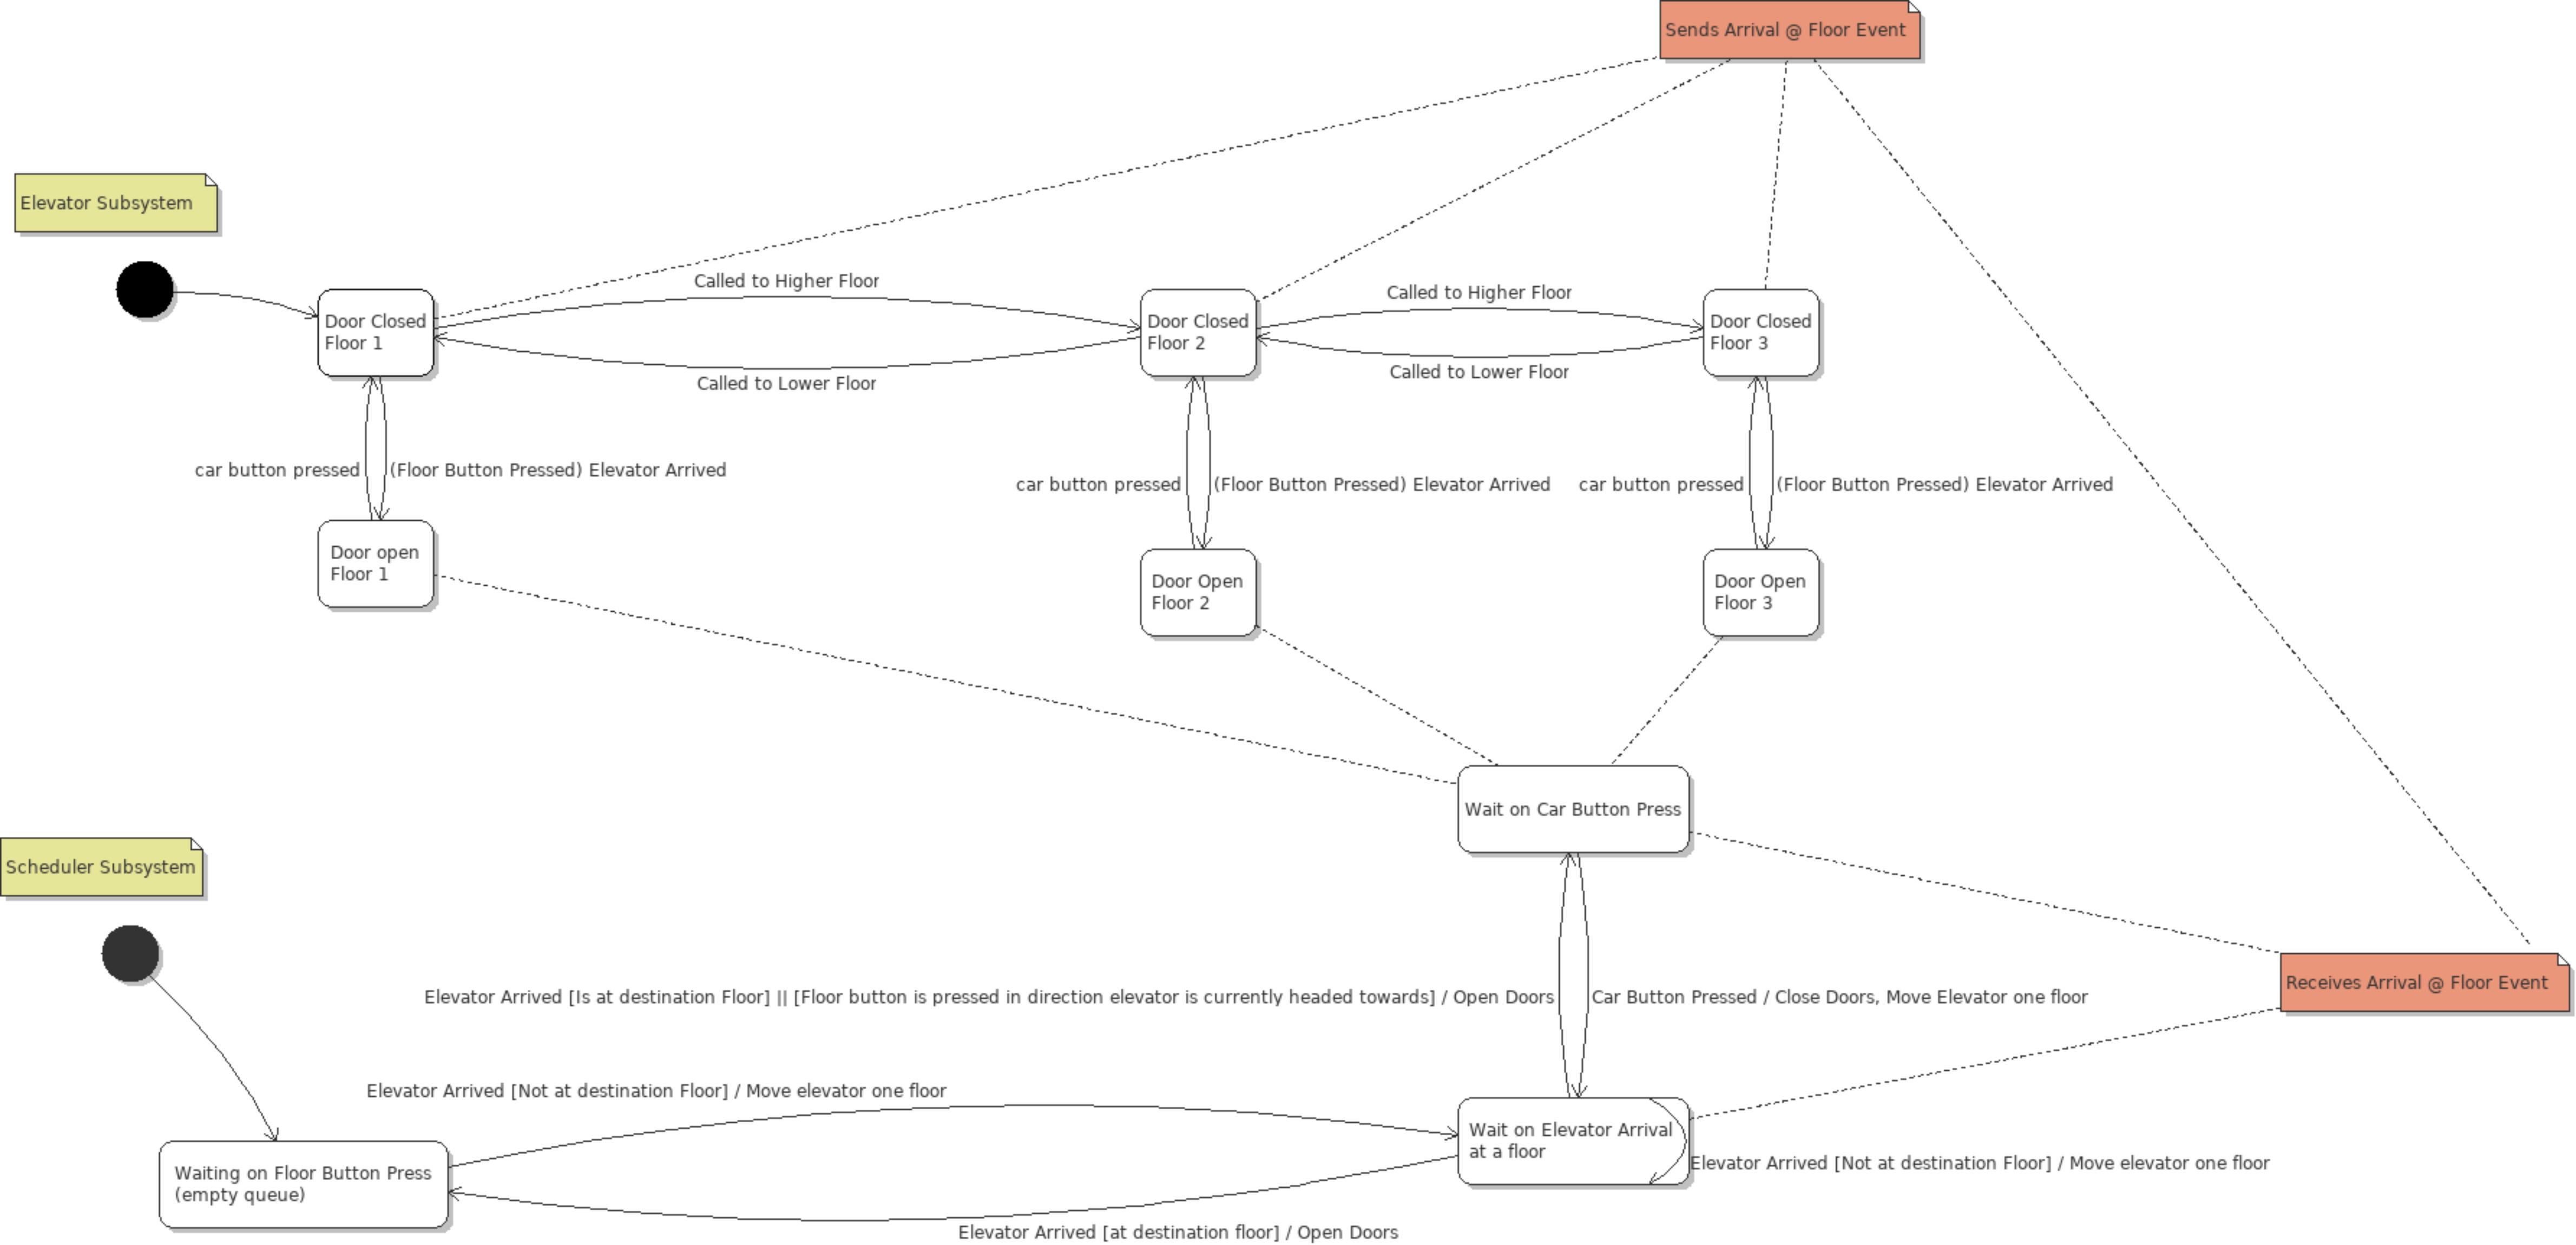 Sends Arrival @ Floor Event
Elevator Subsystem
Called to Higher Floor
Called to Higher Floor
Door Closed
Floor 1
Door Closed
Floor 2
Door Closed
Floor 3
Called to Lower Floor
Called to Lower Floor
car button pressed
(Floor Button Pressed) Elevator Arrived
car button pressed
(Floor Button Pressed) Elevator Arrived
car button pressed
(Floor Button Pressed) Elevator Arrived
Door open
Floor 1
Door Open
Floor 2
Door Open
Floor 3
Wait on Car Button Press
Scheduler Subsystem
Receives Arrival @ Floor Event
Elevator Arrived [Is at destination Floor] || [Floor button is pressed in direction elevator is currently headed towards] / Open Doors
Car Button Pressed / Close Doors, Move Elevator one floor
Elevator Arrived [Not at destination Floor] / Move elevator one floor
Wait on Elevator Arrival
at a floor
Elevator Arrived [Not at destination Floor] / Move elevator one floor
Waiting on Floor Button Press
(empty queue)
Elevator Arrived [at destination floor] / Open Doors